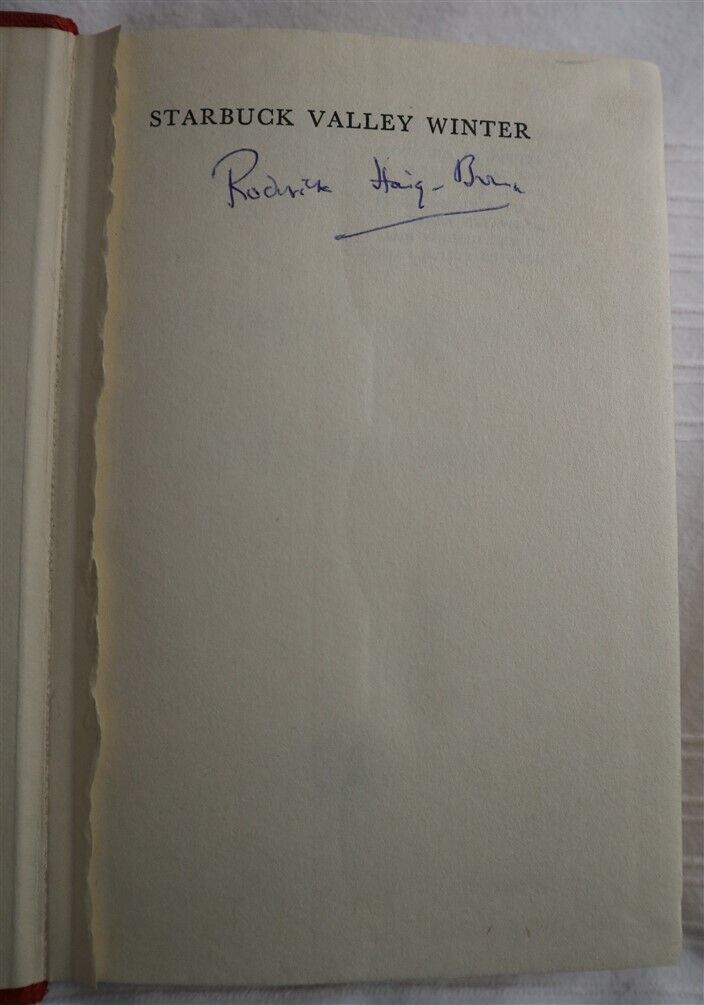 STARBUCK VALLEY WINTER
Roderick Haig-Brown